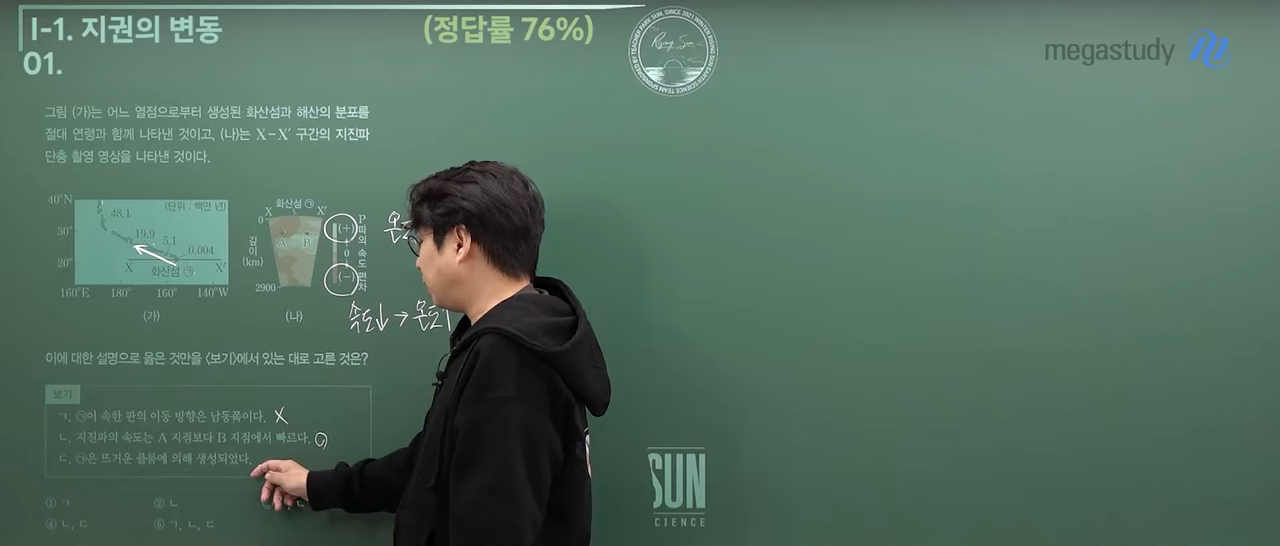 I-1. 지권의 변동
(정답률 76%)
01.
megastudy
그림 (가)는 어느 열점으로부터 생성된 화산섬과 해산의 분포를
절대 연령과 함께 나타낸 것이고, (나)는 X-X′ 구간의 지진파
단층 촬영 영상을 나타낸 것이다.
40°N
30°
20°
160°E
180°
160°
140°W
(단위 : 백만 년)
48.1
19.9
5.1
0.004
X
X′
화산섬 ㉠
(가)
화산섬 ㉠
X
X′
0
깊이
(km)
2900
A
B
(+)
0
(-)
P파의 속도 편차
(나)
속도↓ → 온도↑
이에 대한 설명으로 옳은 것만을 <보기>에서 있는 대로 고른 것은?
보기
ㄱ. ㉠이 속한 판의 이동 방향은 남동쪽이다. X
ㄴ. 지진파의 속도는 A 지점보다 B 지점에서 빠르다. O
ㄷ. ㉠은 뜨거운 플룸에 의해 생성되었다.
① ㄱ
② ㄴ
④ ㄴ, ㄷ
⑤ ㄱ, ㄴ, ㄷ
SUN
CIENCE